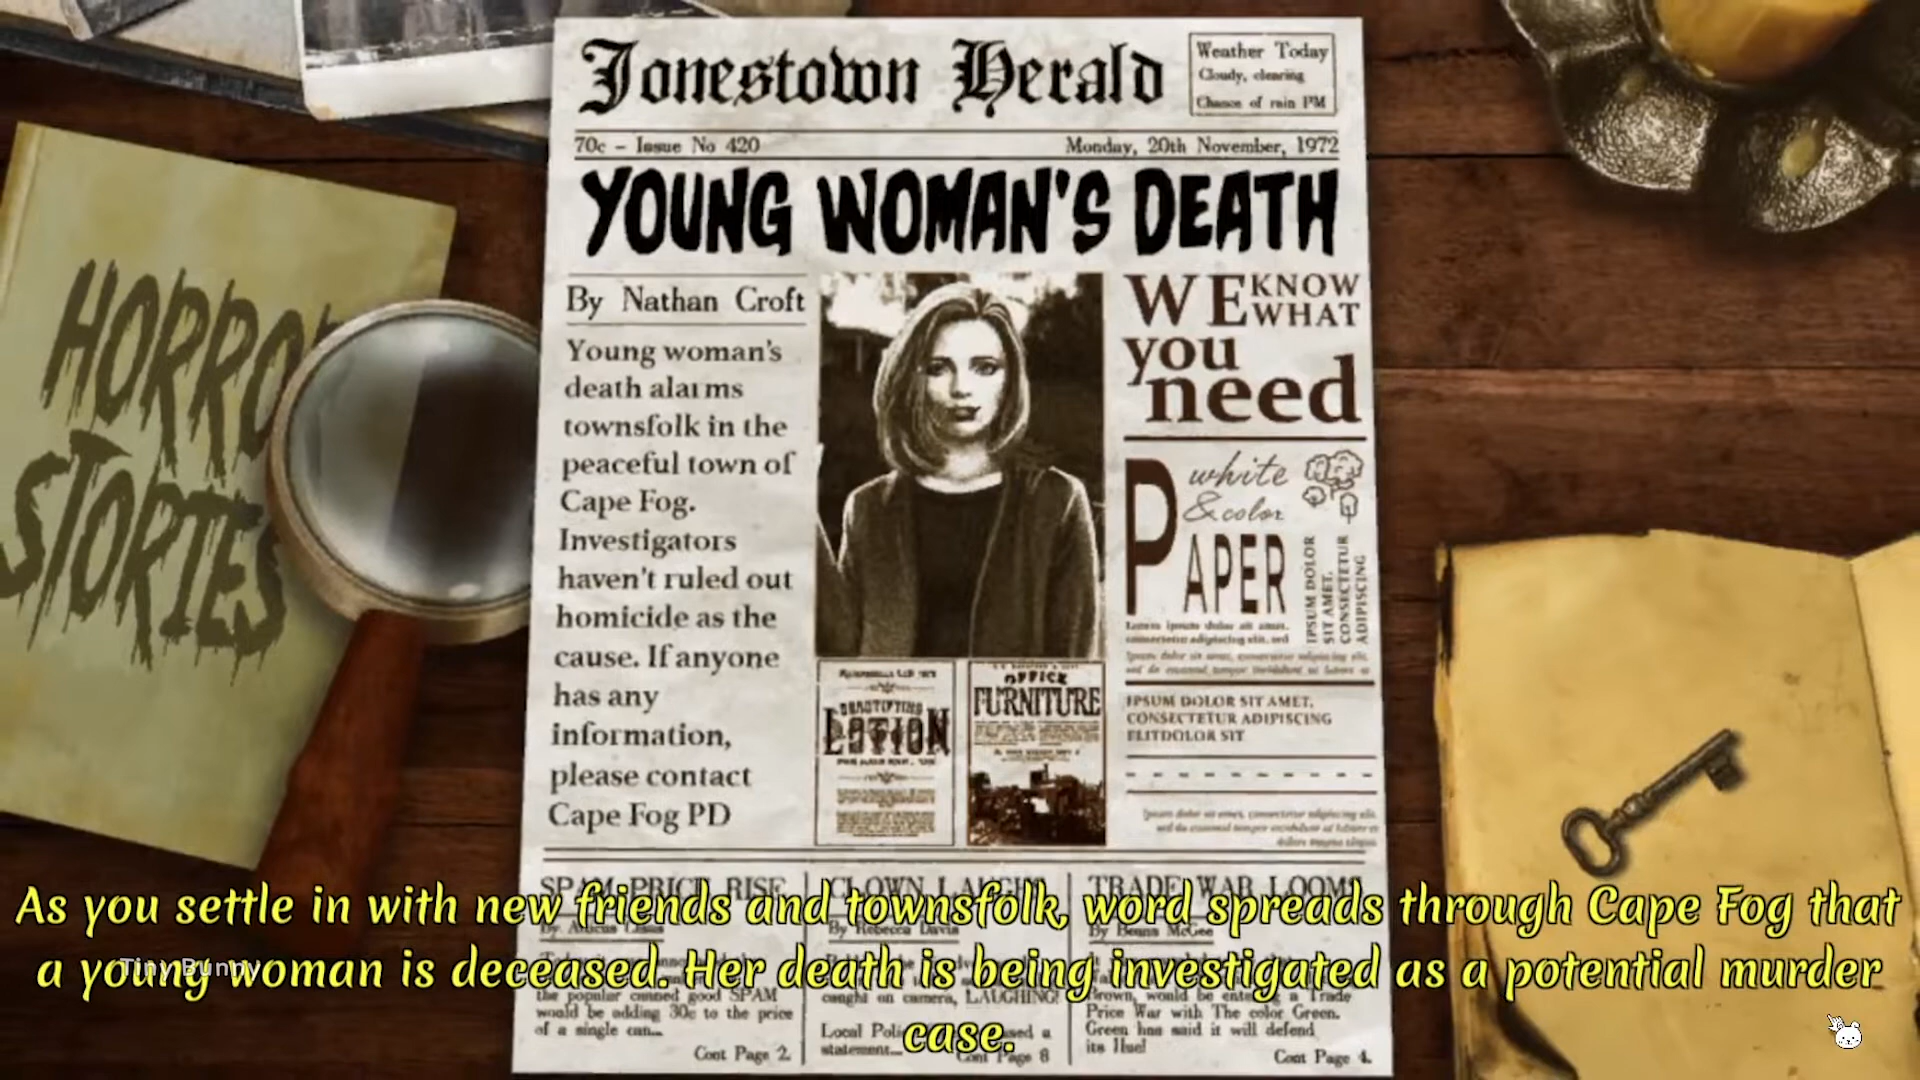 Jonestown Herald
Weather Today
Cloudy, clearing
Chance of rain PM
70c - Issue No 420
Monday, 20th November, 1972
YOUNG WOMAN'S DEATH
HORROR
STORIES
By Nathan Croft
Young woman's
death alarms
townsfolk in the
peaceful town of
Cape Fog.
Investigators
haven't ruled out
homicide as the
cause. If anyone
has any
information,
please contact
Cape Fog PD
WE KNOW
WHAT
you
need
white
& color
PAPER
IPSUM DOLOR
SIT AMET,
CONSECTETUR
ADIPISCING
LOTION
OFFICE
FURNITURE
IPSUM DOLOR SIT AMET,
CONSECTETUR ADIPISCING
ELITDOLOR SIT
SPAM PRICE RISE
the popular canned good SPAM
would be adding 30c to the price
of a single can...
Cont Page 2.
CLOWN LAUGHS
By Rebecca Davis
caught on camera, LAUGHING!
Local
statement...
Cont Page 8
TRADE WAR LOOMS
By Beans McGee
Brown, would be entering a Trade
Price War with The color Green.
Green has said it will defend
its Hue!
Cont Page 4.
As you settle in with new friends and townsfolk, word spreads through Cape Fog that
a young woman is deceased. Her death is being investigated as a potential murder
case.
Tiny Bunny